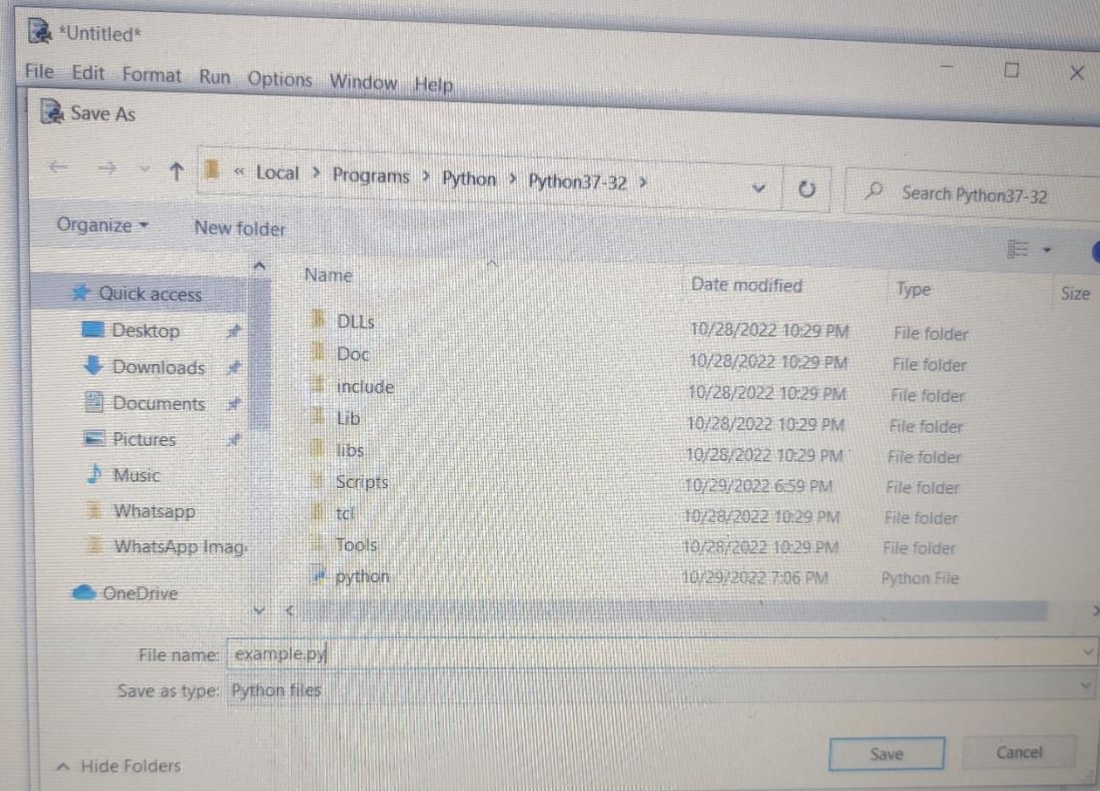 *Untitled*
File Edit Format Run Options Window Help
Save As
« Local > Programs > Python > Python37-32 >
Search Python37-32
Organize
New folder
Name Date modified Type Size
Quick access
Desktop
Downloads
Documents
Pictures
Music
Whatsapp
WhatsApp Imag
OneDrive
DLLs 10/28/2022 10:29 PM File folder
Doc 10/28/2022 10:29 PM File folder
include 10/28/2022 10:29 PM File folder
Lib 10/28/2022 10:29 PM File folder
libs 10/28/2022 10:29 PM File folder
Scripts 10/29/2022 6:59 PM File folder
tcl 10/28/2022 10:29 PM File folder
Tools 10/28/2022 10:29 PM File folder
python 10/29/2022 7:06 PM Python File
File name: example.py
Save as type: Python files
Hide Folders
Save
Cancel